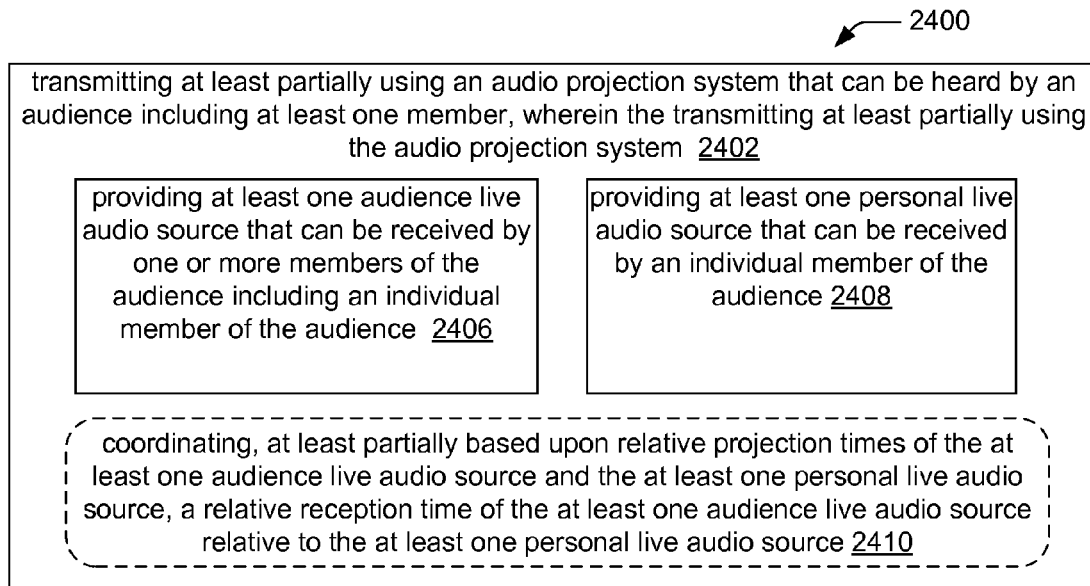 2400
transmitting at least partially using an audio projection system that can be heard by an
audience including at least one member, wherein the transmitting at least partially using
the audio projection system 2402
providing at least one audience live
audio source that can be received by
one or more members of the
audience including an individual
member of the audience 2406
providing at least one personal live
audio source that can be received
by an individual member of the
audience 2408
coordinating, at least partially based upon relative projection times of the at
least one audience live audio source and the at least one personal live audio
source, a relative reception time of the at least one audience live audio source
relative to the at least one personal live audio source 2410